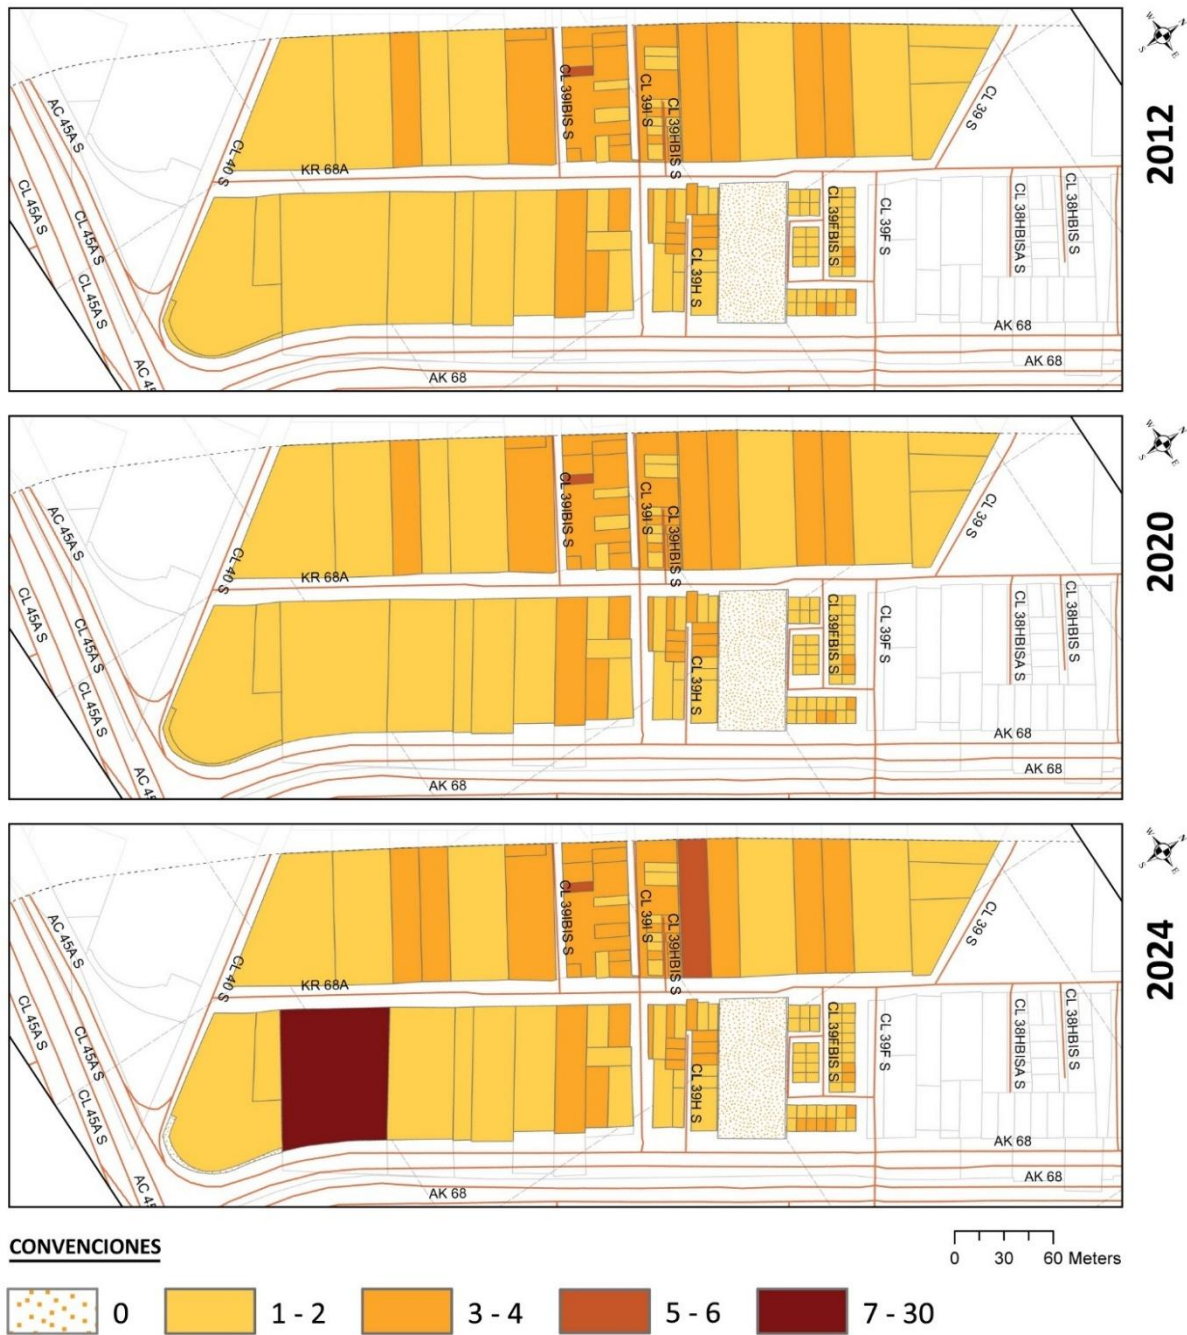 2012
W
N
S
E
AC 45A S
CL 45A S
CL 45A S
CL 45A S
AC 45
CL 40 S
KR 68A
CL 39IBIS S
CL 39I S
CL 39HBIS S
CL 39H S
CL 39FBIS S
CL 39F S
CL 39 S
CL 38HBISA S
CL 38HBIS S
AK 68
AK 68
2020
W
N
S
E
AC 45A S
CL 45A S
CL 45A S
CL 45A S
AC 45
CL 40 S
KR 68A
CL 39IBIS S
CL 39I S
CL 39HBIS S
CL 39H S
CL 39FBIS S
CL 39F S
CL 39 S
CL 38HBISA S
CL 38HBIS S
AK 68
AK 68
AK 68
2024
W
N
S
E
AC 45A S
CL 45A S
CL 45A S
CL 45A S
AC 45
CL 40 S
KR 68A
CL 39IBIS S
CL 39I S
CL 39HBIS S
CL 39H S
CL 39FBIS S
CL 39F S
CL 39 S
CL 38HBISA S
CL 38HBIS S
AK 68
AK 68
AK 68
CONVENCIONES
0 30 60 Meters
0 1 - 2 3 - 4 5 - 6 7 - 30